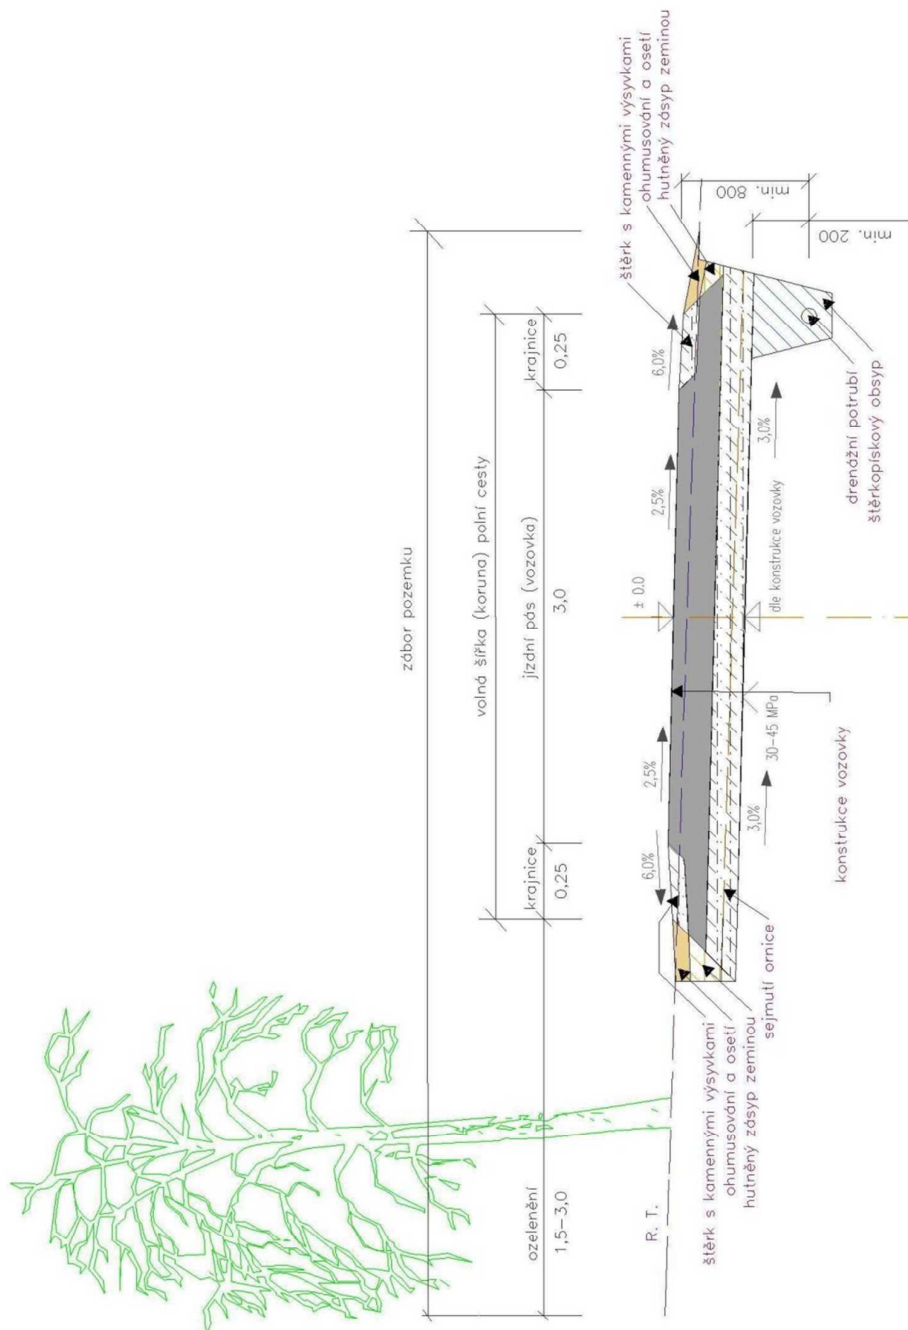 zábor pozemku
volná šířka (koruna) polní cesty
ozelenění
krajnice
jízdní pás (vozovka)
krajnice
1,5–3,0
0,25
3,0
0,25
štěrk s kamennými výsyvkami
ohumusování a osetí
hutněný zásyp zeminou
± 0.0
6,0%
2,5%
2,5%
6,0%
R. T.
min. 800
min. 200
štěrk s kamennými výsyvkami
ohumusování a osetí
hutněný zásyp zeminou
sejmutí ornice
3,0%
30–45 MPa
dle konstrukce vozovky
3,0%
konstrukce vozovky
drenážní potrubí
štěrkopískový obsyp